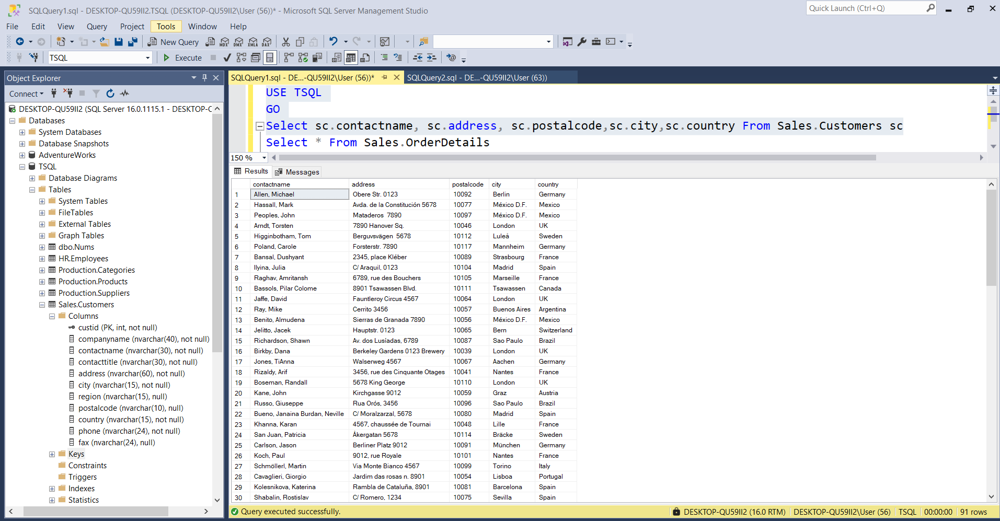 SQLQuery1.sql - DESKTOP-QU59II2.TSQL (DESKTOP-QU59II2\User (56))* - Microsoft SQL Server Management Studio
Quick Launch (Ctrl+Q)
File Edit View Query Project Tools Window Help
New Query MDX DMX XMLA DAX
TSQL Execute
Object Explorer
Connect
DESKTOP-QU59II2 (SQL Server 16.0.1115.1 - DESKTOP-C
Databases
System Databases
Database Snapshots
AdventureWorks
TSQL
Database Diagrams
Tables
System Tables
FileTables
External Tables
Graph Tables
dbo.Nums
HR.Employees
Production.Categories
Production.Products
Production.Suppliers
Sales.Customers
Columns
custid (PK, int, not null)
companyname (nvarchar(40), not null)
contactname (nvarchar(30), not null)
contacttitle (nvarchar(30), not null)
address (nvarchar(60), not null)
city (nvarchar(15), not null)
region (nvarchar(15), null)
postalcode (nvarchar(10), null)
country (nvarchar(15), not null)
phone (nvarchar(24), not null)
fax (nvarchar(24), null)
Keys
Constraints
Triggers
Indexes
Statistics
SQLQuery1.sql - DE...-QU59II2\User (56))* SQLQuery2.sql - DE...-QU59II2\User (63))
USE TSQL
GO
Select sc.contactname, sc.address, sc.postalcode,sc.city,sc.country From Sales.Customers sc
Select * From Sales.OrderDetails
150 %
Results Messages
contactname address postalcode city country
1 Allen, Michael Obere Str. 0123 10092 Berlin Germany
2 Hassall, Mark Avda. de la Constitución 5678 10077 México D.F. Mexico
3 Peoples, John Mataderos  7890 10097 México D.F. Mexico
4 Arndt, Torsten 7890 Hanover Sq. 10046 London UK
5 Higginbotham, Tom Berguvsvägen  5678 10112 Luleå Sweden
6 Poland, Carole Forsterstr. 7890 10117 Mannheim Germany
7 Bansal, Dushyant 2345, place Kléber 10089 Strasbourg France
8 Ilyina, Julia C/ Araquil, 0123 10104 Madrid Spain
9 Raghav, Amritansh 6789, rue des Bouchers 10105 Marseille France
10 Bassols, Pilar Colome 8901 Tsawassen Blvd. 10111 Tsawassen Canada
11 Jaffe, David Fauntleroy Circus 4567 10064 London UK
12 Ray, Mike Cerrito 3456 10057 Buenos Aires Argentina
13 Benito, Almudena Sierras de Granada 7890 10056 México D.F. Mexico
14 Jelitto, Jacek Hauptstr. 0123 10065 Bern Switzerland
15 Richardson, Shawn Av. dos Lusíadas, 6789 10087 Sao Paulo Brazil
16 Birkby, Dana Berkeley Gardens 0123 Brewery 10039 London UK
17 Jones, TiAnna Walserweg 4567 10067 Aachen Germany
18 Rizaldy, Arif 3456, rue des Cinquante Otages 10041 Nantes France
19 Boseman, Randall 5678 King George 10110 London UK
20 Kane, John Kirchgasse 9012 10059 Graz Austria
21 Russo, Giuseppe Rua Orós, 3456 10096 Sao Paulo Brazil
22 Bueno, Janaina Burdan, Neville C/ Moralzarzal, 5678 10080 Madrid Spain
23 Khanna, Karan 4567, chaussée de Tournai 10048 Lille France
24 San Juan, Patricia Åkergatan 5678 10114 Bräcke Sweden
25 Carlson, Jason Berliner Platz 9012 10091 München Germany
26 Koch, Paul 9012, rue Royale 10101 Nantes France
27 Schmöllerl, Martin Via Monte Bianco 4567 10099 Torino Italy
28 Cavaglieri, Giorgio Jardim das rosas n. 8901 10054 Lisboa Portugal
29 Kolesnikova, Katerina Rambla de Cataluña, 8901 10081 Barcelona Spain
30 Shabalin, Rostislav C/ Romero, 1234 10075 Sevilla Spain
Query executed successfully. DESKTOP-QU59II2 (16.0 RTM) DESKTOP-QU59II2\User (56) TSQL 00:00:00 91 rows